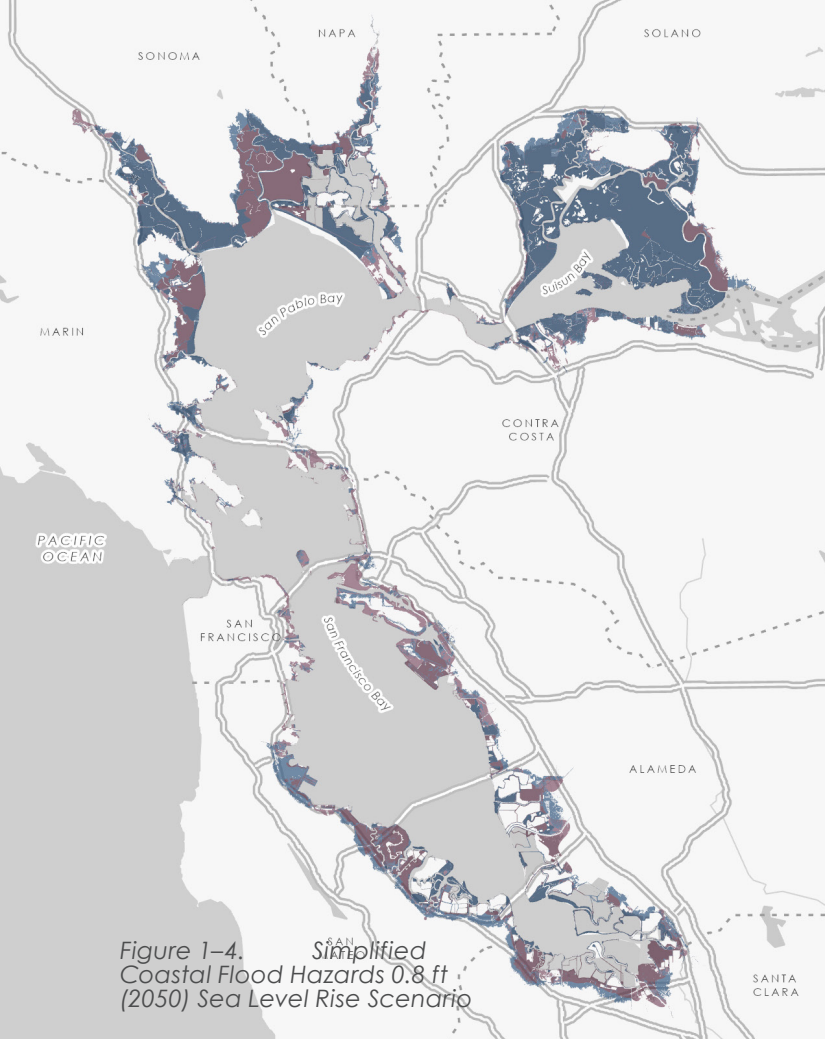 NAPA
SONOMA
SOLANO
Suisun Bay
San Pablo Bay
MARIN
CONTRA
COSTA
PACIFIC
OCEAN
SAN
FRANCISCO
San Francisco Bay
ALAMEDA
SAN
Figure 1–4. Simplified
Coastal Flood Hazards 0.8 ft
(2050) Sea Level Rise Scenario
SANTA
CLARA